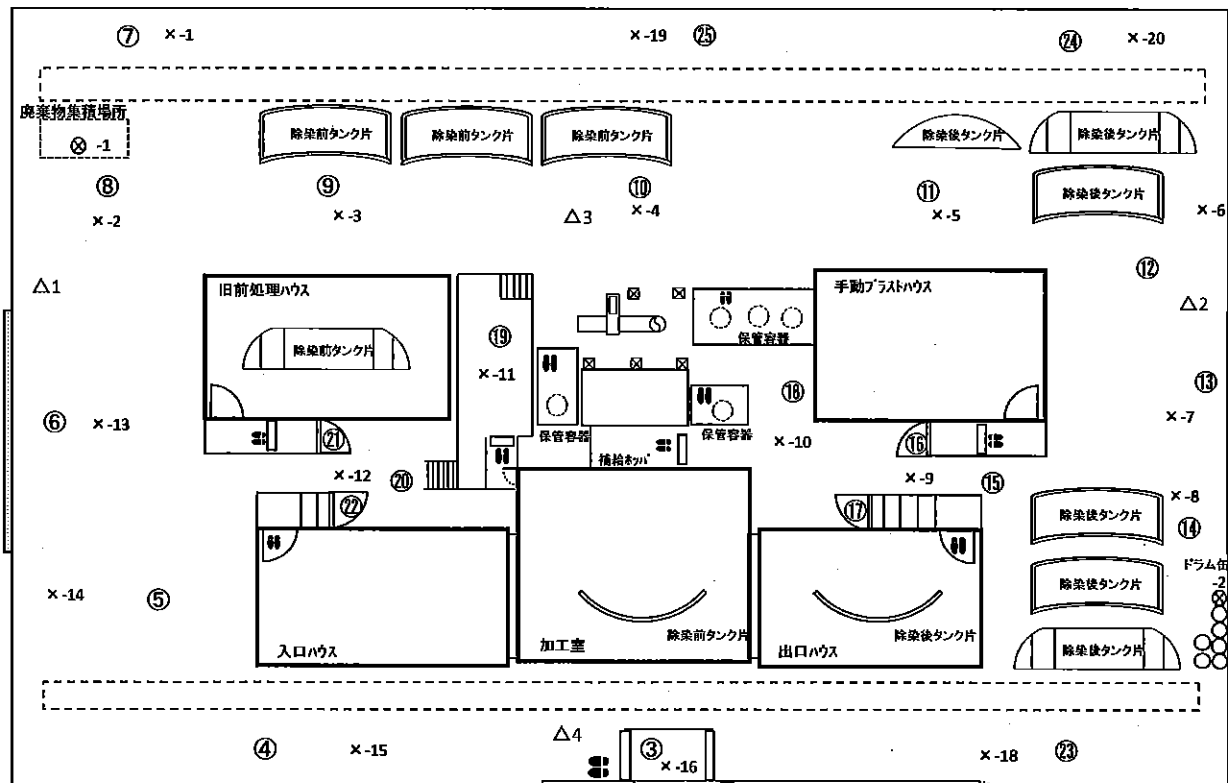 ⑦ ×-1 ×-19 ㉕ ㉔ ×-20
廃棄物集積場所
⊗ -1
除染前タンク片 除染前タンク片 除染前タンク片 除染後タンク片 除染後タンク片
⑧ ⑨ ⑩ ⑪ 除染後タンク片
×-2 ×-3 △3 ×-4 ×-5 ×-6
⑫
△1 旧前処理ハウス 手動ブラストハウス △2
⑲ 保管容器
除染前タンク片
×-11 ⑱ ⑬
⑥ ×-13 ×-7
㉑ 保管容器 補給ホッパ 保管容器 ×-10 ⑯
×-12 ⑳ ×-9 ⑮
㉒ ⑰ ×-8
除染後タンク片 ⑭
ドラム缶
-2
除染後タンク片
×-14 ⑤
入口ハウス 加工室 除染前タンク片 出口ハウス 除染後タンク片 除染後タンク片
④ ×-15 △4 ③ ×-16 ×-18 ㉓